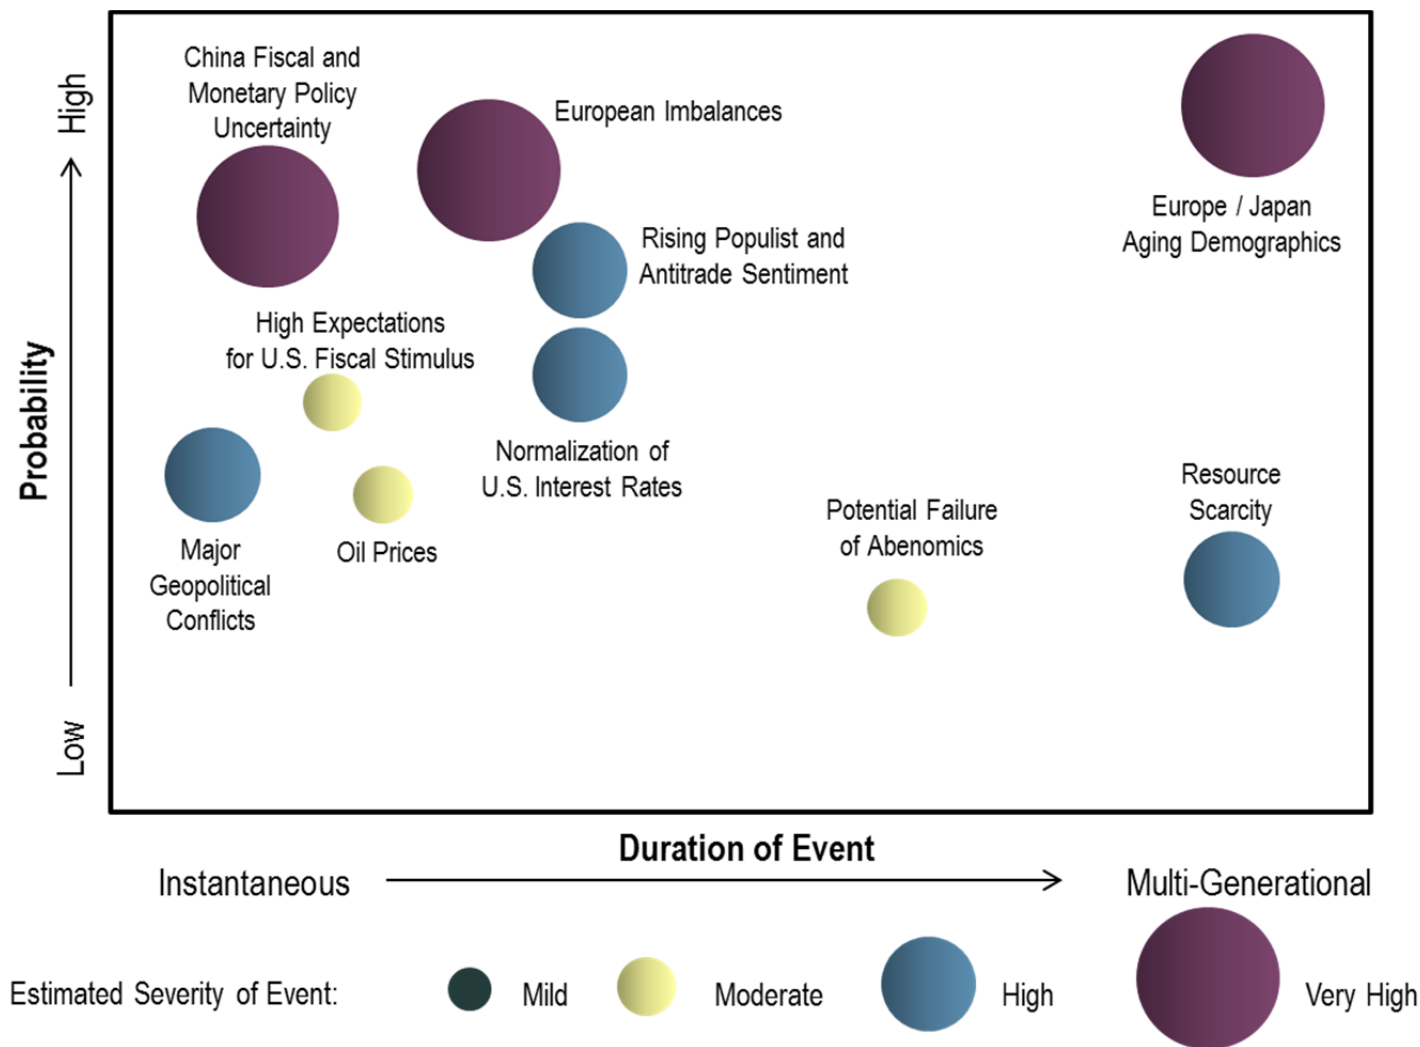 China Fiscal and
Monetary Policy
Uncertainty
European Imbalances
Europe / Japan
Aging Demographics
Rising Populist and
Antitrade Sentiment
High Expectations
for U.S. Fiscal Stimulus
Normalization of
U.S. Interest Rates
Major
Geopolitical
Conflicts
Oil Prices
Potential Failure
of Abenomics
Resource
Scarcity
High
Probability
Low
Duration of Event
Instantaneous
Multi-Generational
Estimated Severity of Event:
Mild
Moderate
High
Very High